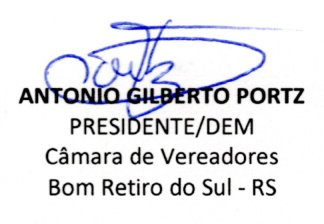 ANTONIO GILBERTO PORTZ
PRESIDENTE/DEM
Câmara de Vereadores
Bom Retiro do Sul - RS